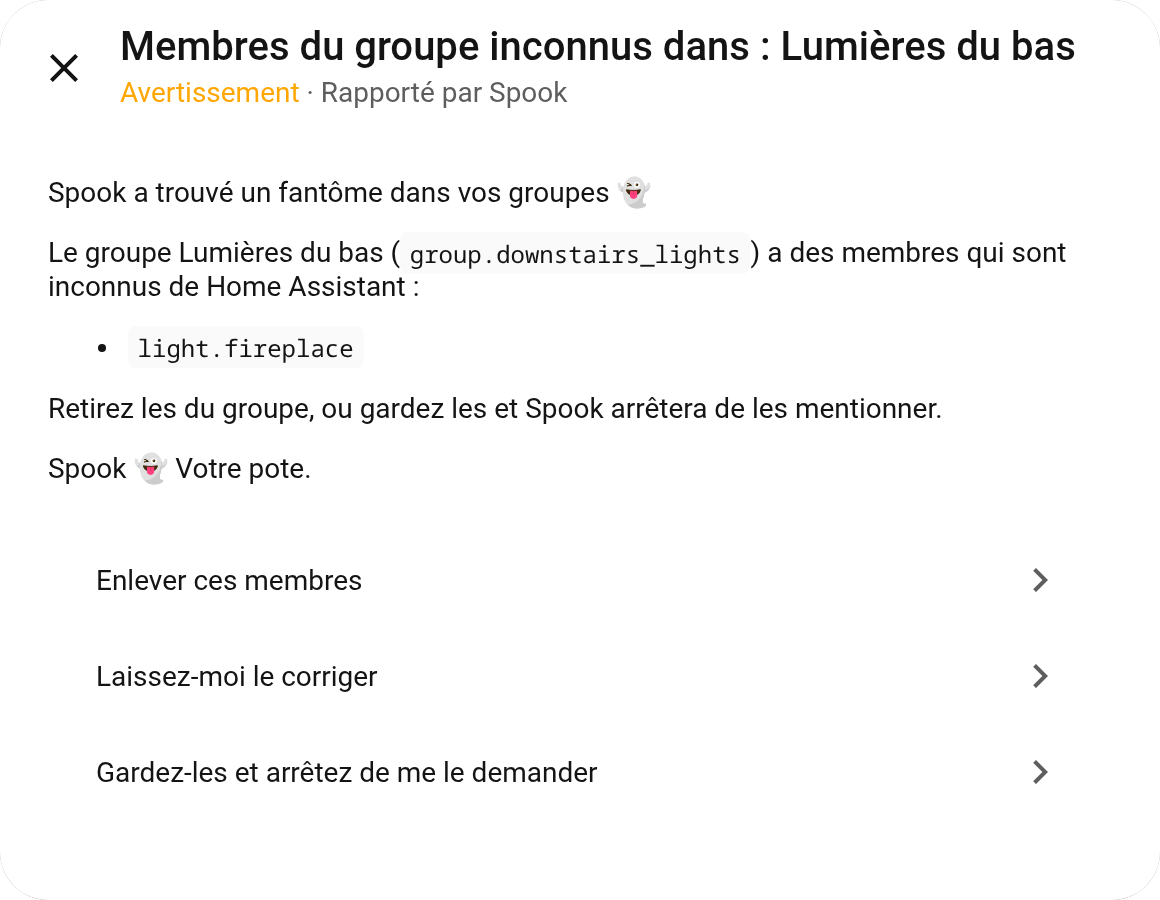 Membres du groupe inconnus dans : Lumières du bas
Avertissement · Rapporté par Spook
Spook a trouvé un fantôme dans vos groupes 👻
Le groupe Lumières du bas ( group.downstairs_lights ) a des membres qui sont
inconnus de Home Assistant :
• light.fireplace
Retirez les du groupe, ou gardez les et Spook arrêtera de les mentionner.
Spook 👻 Votre pote.
Enlever ces membres
Laissez-moi le corriger
Gardez-les et arrêtez de me le demander